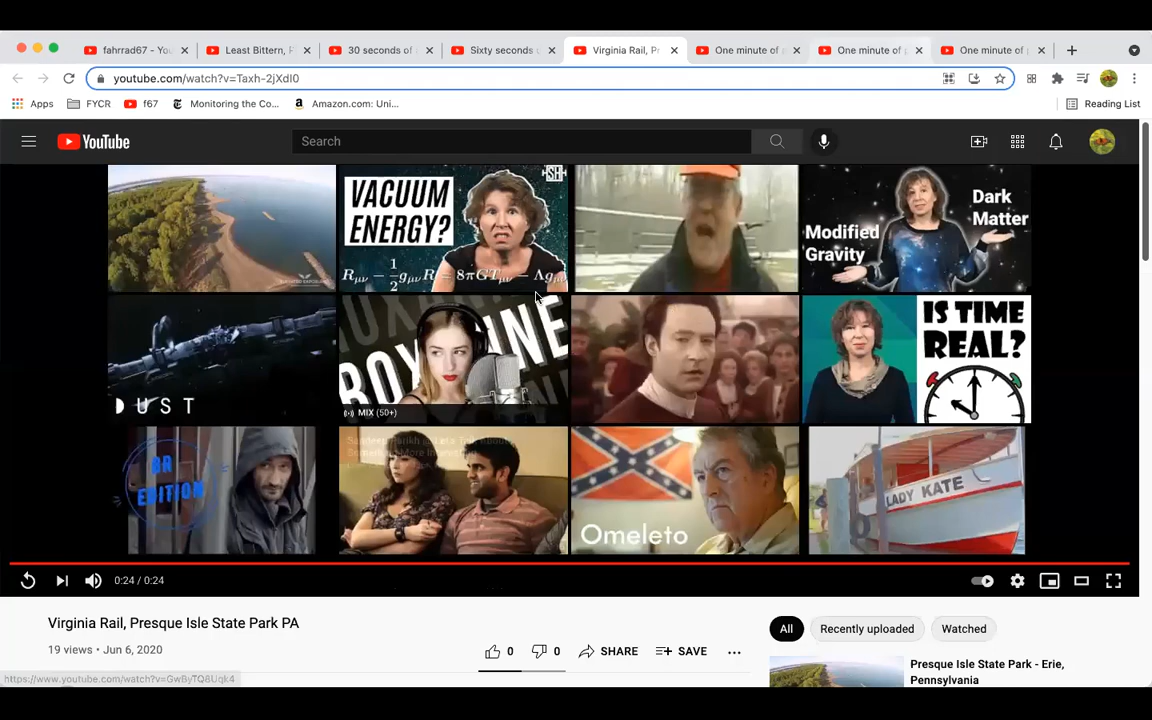 fahrrad67 - You
Least Bittern, P
30 seconds of
Sixty seconds
Virginia Rail, Pr
One minute of p
One minute of p
One minute of p
youtube.com/watch?v=Taxh-2jXdI0
Apps
FYCR
f67
Monitoring the Co...
Amazon.com: Uni...
Reading List
YouTube
Search
VACUUM
ENERGY?
SH
Dark
Matter
Modified
Gravity
DUST
MIX (50+)
IS TIME
REAL?
BR
EDITION
Omeleto
LADY KATE
0:24 / 0:24
Virginia Rail, Presque Isle State Park PA
19 views • Jun 6, 2020
0
0
SHARE
SAVE
All
Recently uploaded
Watched
Presque Isle State Park - Erie,
Pennsylvania
https://www.youtube.com/watch?v=GwByTQ8Uqk4